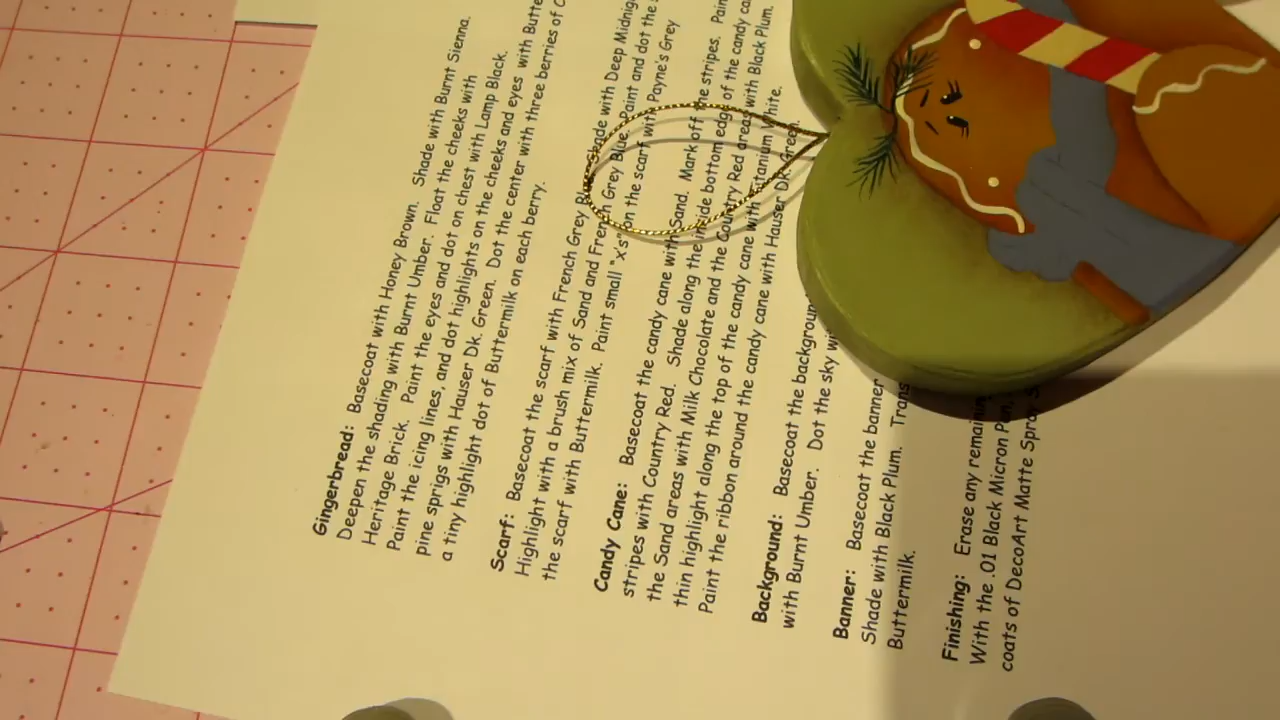 Gingerbread: Basecoat with Honey Brown. Shade with Burnt Sienna.
Deepen the shading with Burnt Umber. Float the cheeks with
Heritage Brick. Paint the eyes and dot on chest with Lamp Black.
Paint the icing lines, and dot highlights on the cheeks and eyes with
pine sprigs with Hauser Dk. Green. Dot the center with three berries of
a tiny highlight dot of Buttermilk on each berry.
Scarf: Basecoat the scarf with French Grey Shade with Deep
Highlight with a brush mix of Sand and French Grey Blue. Paint and dot the
the scarf with Buttermilk. Paint small "x's" on the scarf with Payne's Grey
Candy Cane: Basecoat the candy cane with Sand. Mark off the stripes.
stripes with Country Red. Shade along the inside bottom edge of the candy
the Sand areas with Milk Chocolate and the Country Red areas with Black Plum.
thin highlight along the top of the candy cane with Titanium White.
Paint the ribbon around the candy cane with Hauser Dk. Green.
Background: Basecoat the background
with Burnt Umber. Dot the sky
Banner: Basecoat the banner
Shade with Black Plum.
Buttermilk.
Finishing: Erase any
With the .01 Black Micron Pen,
coats of DecoArt Matte Spray